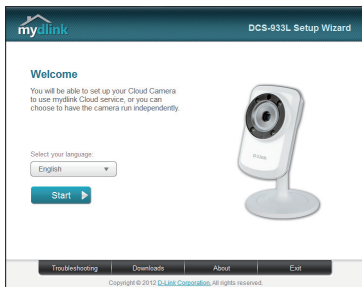 mydlink
DCS-933L Setup Wizard
Welcome
You will be able to set up your Cloud Camera
to use mydlink Cloud service, or you can
choose to have the camera run independently.
Select your language:
English
Start
D-Link
Troubleshooting
Downloads
About
Exit
Copyright © 2012 D-Link Corporation. All rights reserved.